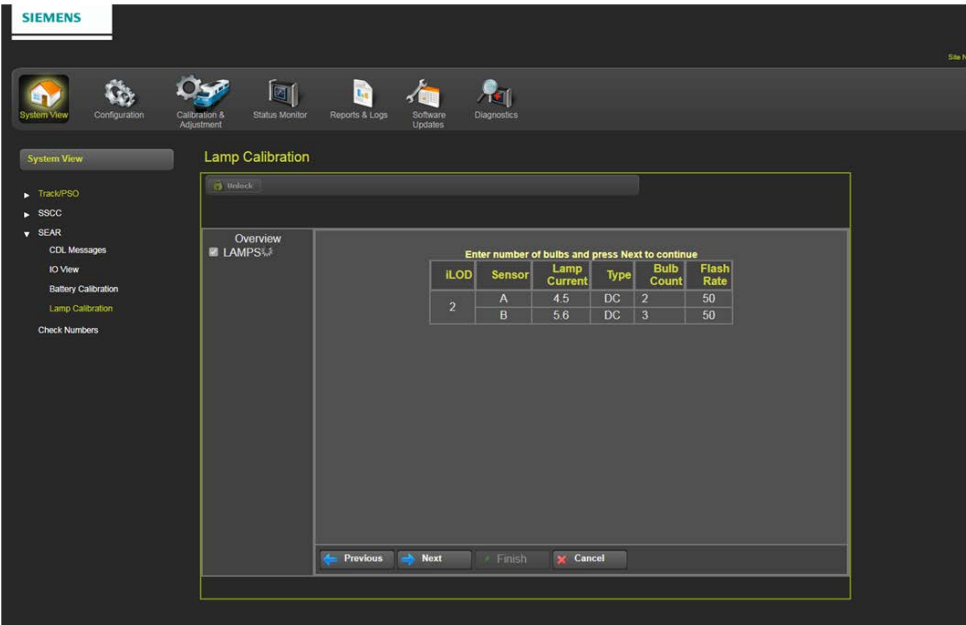 SIEMENS
Site N
System View
Configuration
Calibration &
Adjustment
Status Monitor
Reports & Logs
Software
Updates
Diagnostics
System View
Track/PSO
SSCC
SEAR
CDL Messages
IO View
Battery Calibration
Lamp Calibration
Check Numbers
Lamp Calibration
Unlock
Overview
LAMPS
Enter number of bulbs and press Next to continue
iLOD Sensor Lamp Current Type Bulb Count Flash Rate
2 A 4.5 DC 2 50
B 5.6 DC 3 50
Previous Next Finish Cancel